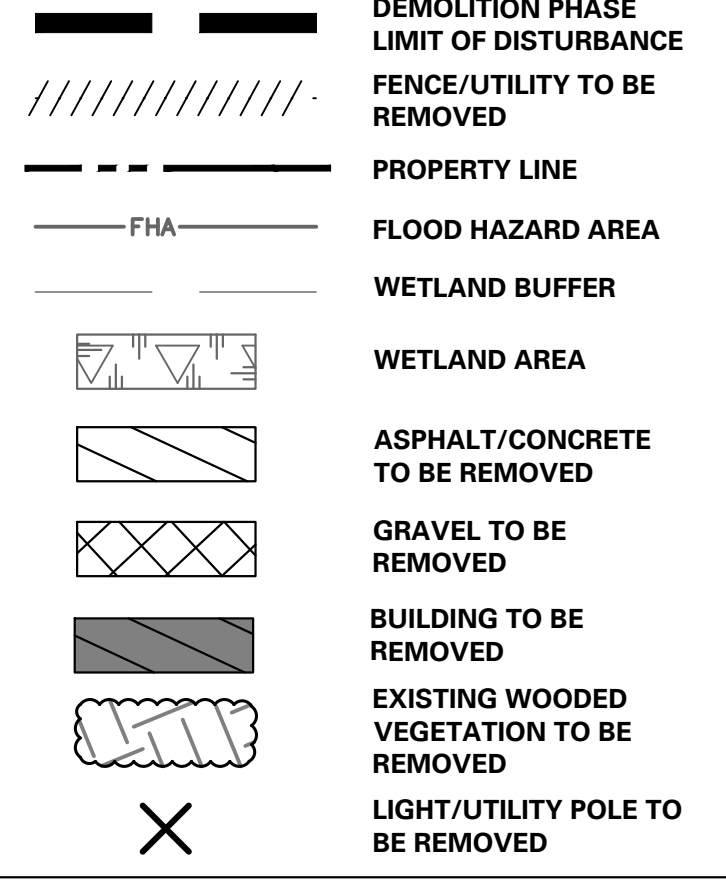 DEMOLITION PHASE
LIMIT OF DISTURBANCE
FENCE/UTILITY TO BE
REMOVED
PROPERTY LINE
FHA
FLOOD HAZARD AREA
WETLAND BUFFER
WETLAND AREA
ASPHALT/CONCRETE
TO BE REMOVED
GRAVEL TO BE
REMOVED
BUILDING TO BE
REMOVED
EXISTING WOODED
VEGETATION TO BE
REMOVED
LIGHT/UTILITY POLE TO
BE REMOVED